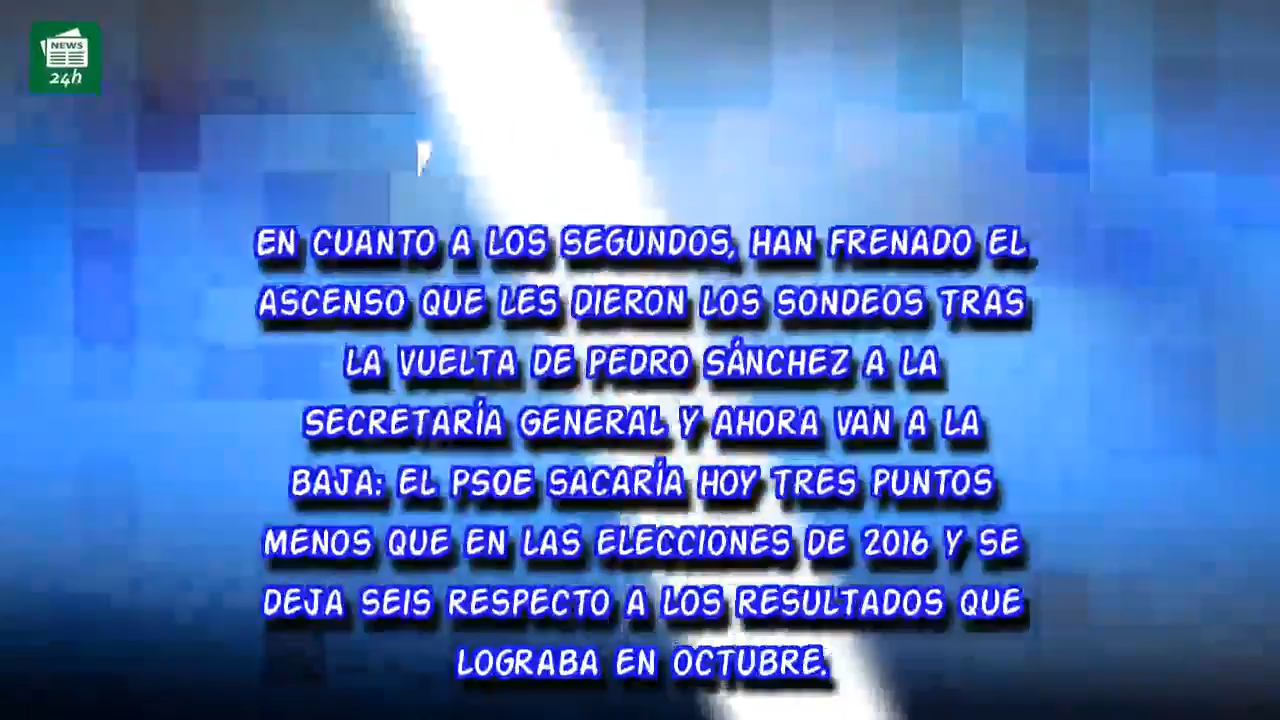 NEWS
24h
EN CUANTO A LOS SEGUNDOS, HAN FRENADO EL
ASCENSO QUE LES DIERON LOS SONDEOS TRAS
LA VUELTA DE PEDRO SÁNCHEZ A LA
SECRETARÍA GENERAL Y AHORA VAN A LA
BAJA: EL PSOE SACARÍA HOY TRES PUNTOS
MENOS QUE EN LAS ELECCIONES DE 2016 Y SE
DEJA SEIS RESPECTO A LOS RESULTADOS QUE
LOGRABA EN OCTUBRE.